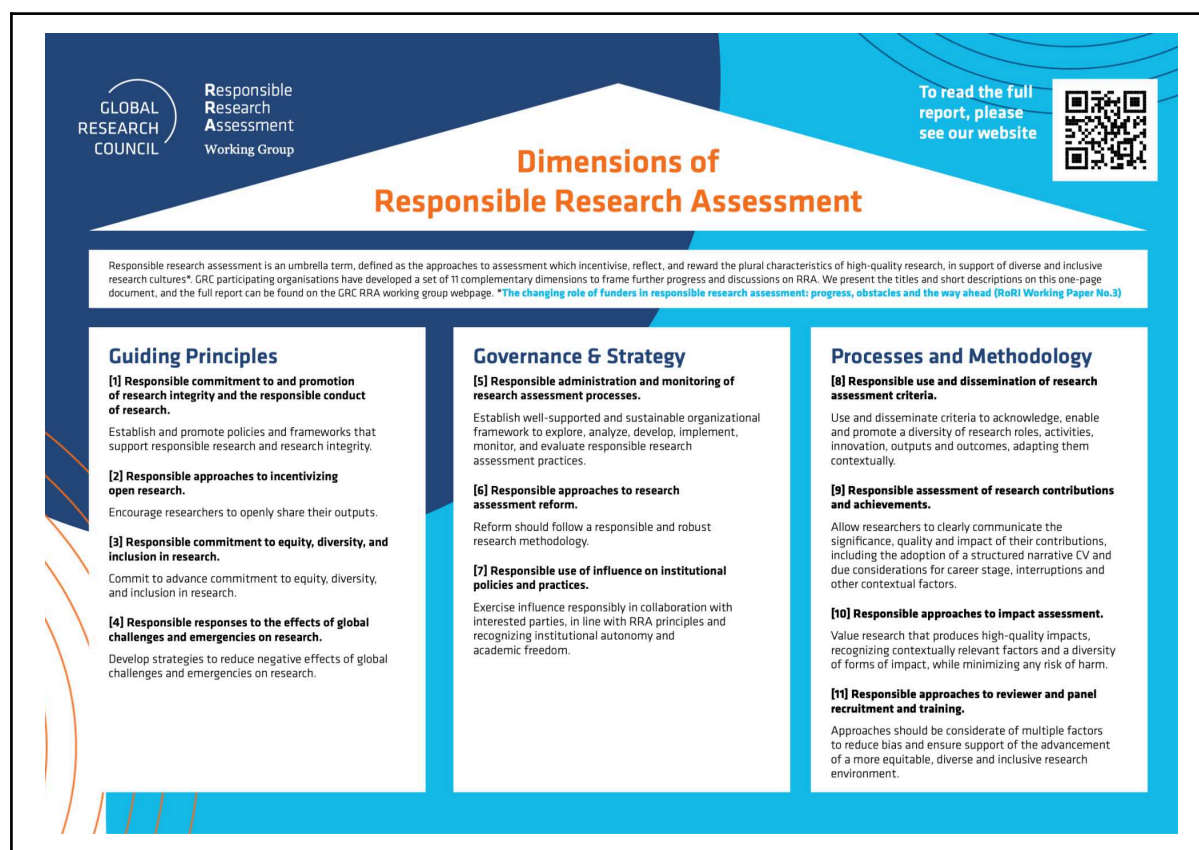 GLOBAL
RESEARCH
COUNCIL
Responsible
Research
Assessment
Working Group
To read the full
report, please
see our website
Dimensions of
Responsible Research Assessment
Responsible research assessment is an umbrella term, defined as the approaches to assessment which incentivise, reflect, and reward the plural characteristics of high-quality research, in support of diverse and inclusive
research cultures*. GRC participating organisations have developed a set of 11 complementary dimensions to frame further progress and discussions on RRA. We present the titles and short descriptions on this one-page
document, and the full report can be found on the GRC RRA working group webpage. *The changing role of funders in responsible research assessment: progress, obstacles and the way ahead (RoRI Working Paper No.3)
Guiding Principles
[1] Responsible commitment to and promotion
of research integrity and the responsible conduct
of research.
Establish and promote policies and frameworks that
support responsible research and research integrity.
[2] Responsible approaches to incentivizing
open research.
Encourage researchers to openly share their outputs.
[3] Responsible commitment to equity, diversity, and
inclusion in research.
Commit to advance commitment to equity, diversity,
and inclusion in research.
[4] Responsible responses to the effects of global
challenges and emergencies on research.
Develop strategies to reduce negative effects of global
challenges and emergencies on research.
Governance & Strategy
[5] Responsible administration and monitoring of
research assessment processes.
Establish well-supported and sustainable organizational
framework to explore, analyze, develop, implement,
monitor, and evaluate responsible research
assessment practices.
[6] Responsible approaches to research
assessment reform.
Reform should follow a responsible and robust
research methodology.
[7] Responsible use of influence on institutional
policies and practices.
Exercise influence responsibly in collaboration with
interested parties, in line with RRA principles and
recognizing institutional autonomy and
academic freedom.
Processes and Methodology
[8] Responsible use and dissemination of research
assessment criteria.
Use and disseminate criteria to acknowledge, enable
and promote a diversity of research roles, activities,
innovation, outputs and outcomes, adapting them
contextually.
[9] Responsible assessment of research contributions
and achievements.
Allow researchers to clearly communicate the
significance, quality and impact of their contributions,
including the adoption of a structured narrative CV and
due considerations for career stage, interruptions and
other contextual factors.
[10] Responsible approaches to impact assessment.
Value research that produces high-quality impacts,
recognizing contextually relevant factors and a diversity
of forms of impact, while minimizing any risk of harm.
[11] Responsible approaches to reviewer and panel
recruitment and training.
Approaches should be considerate of multiple factors
to reduce bias and ensure support of the advancement
of a more equitable, diverse and inclusive research
environment.